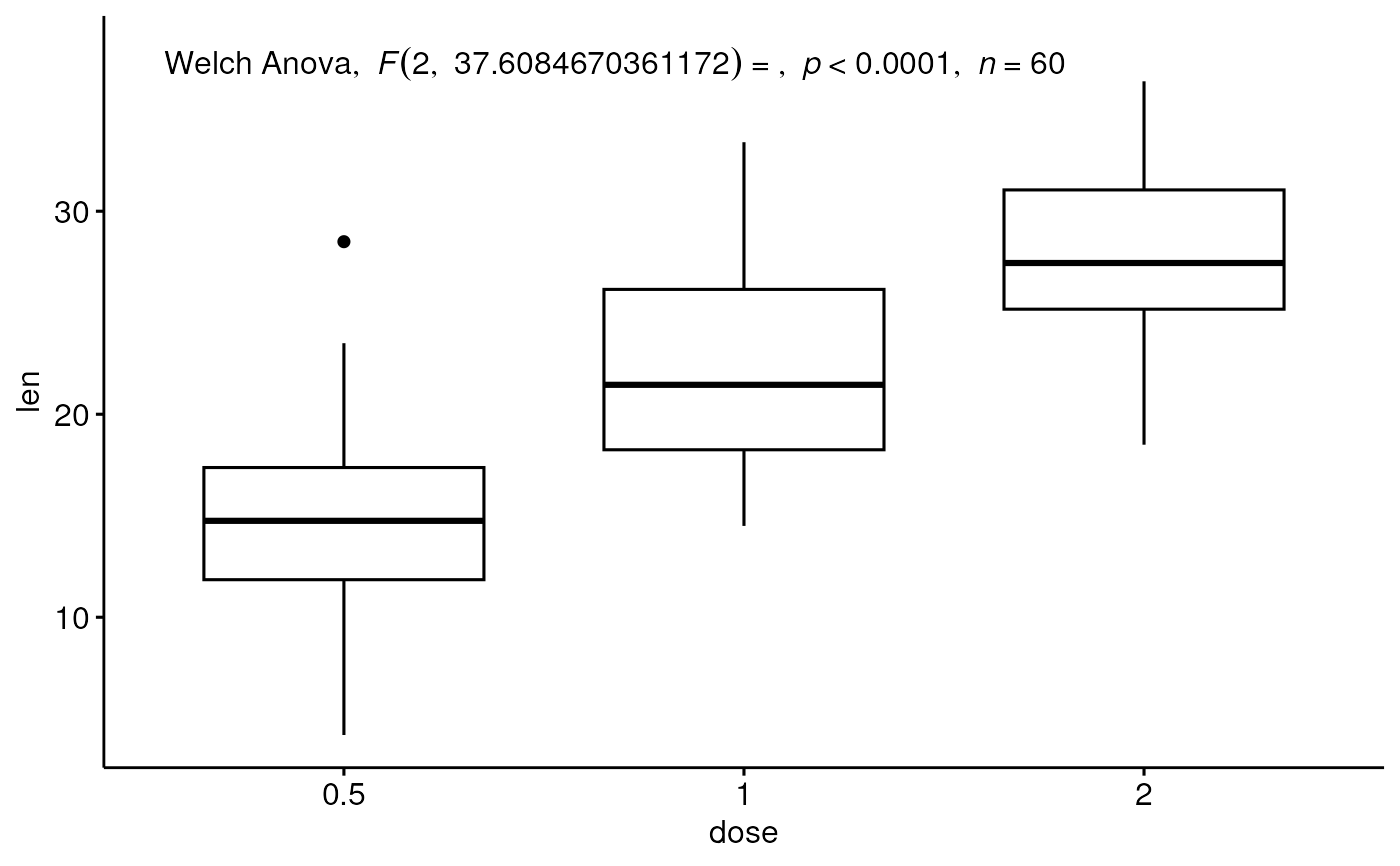 Welch Anova, F(2, 37.6084670361172) = , p < 0.0001, n = 60
30
20
10
len
0.5 1 2
dose